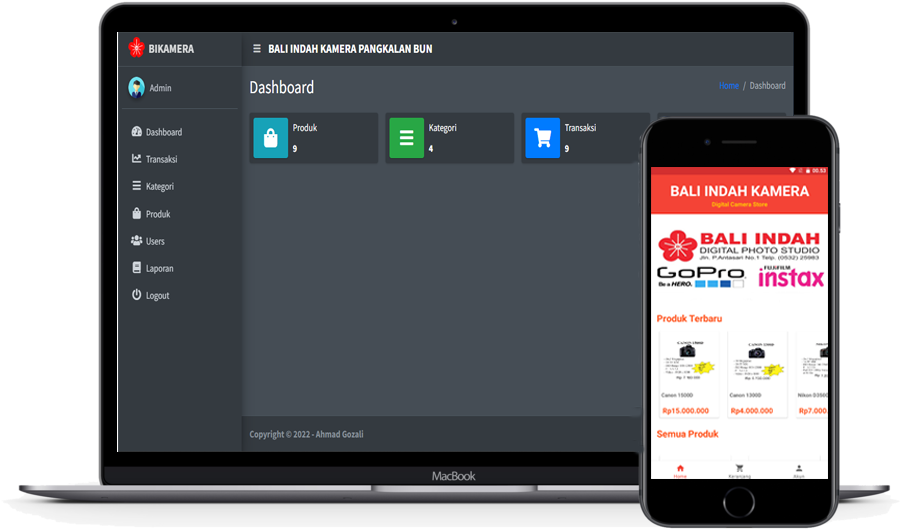 BIKAMERA
BALI INDAH KAMERA PANGKALAN BUN
Admin
Dashboard
Home / Dashboard
Dashboard
Transaksi
Kategori
Produk
Users
Laporan
Logout
Produk
9
Kategori
4
Transaksi
9
Copyright © 2022 - Ahmad Gozali
MacBook
06.53
BALI INDAH KAMERA
Digital Camera Store
BALI INDAH
DIGITAL PHOTO STUDIO
Jln. P.Antasari No.1 Telp. (0532) 25983
GoPro
Be a HERO.
FUJIFILM
instax
Produk Terbaru
Canon 1500D
Rp15.000.000
Canon 1300D
Rp4.000.000
Nikon D3500
Rp7.000
Semua Produk
Home
Keranjang
Akun